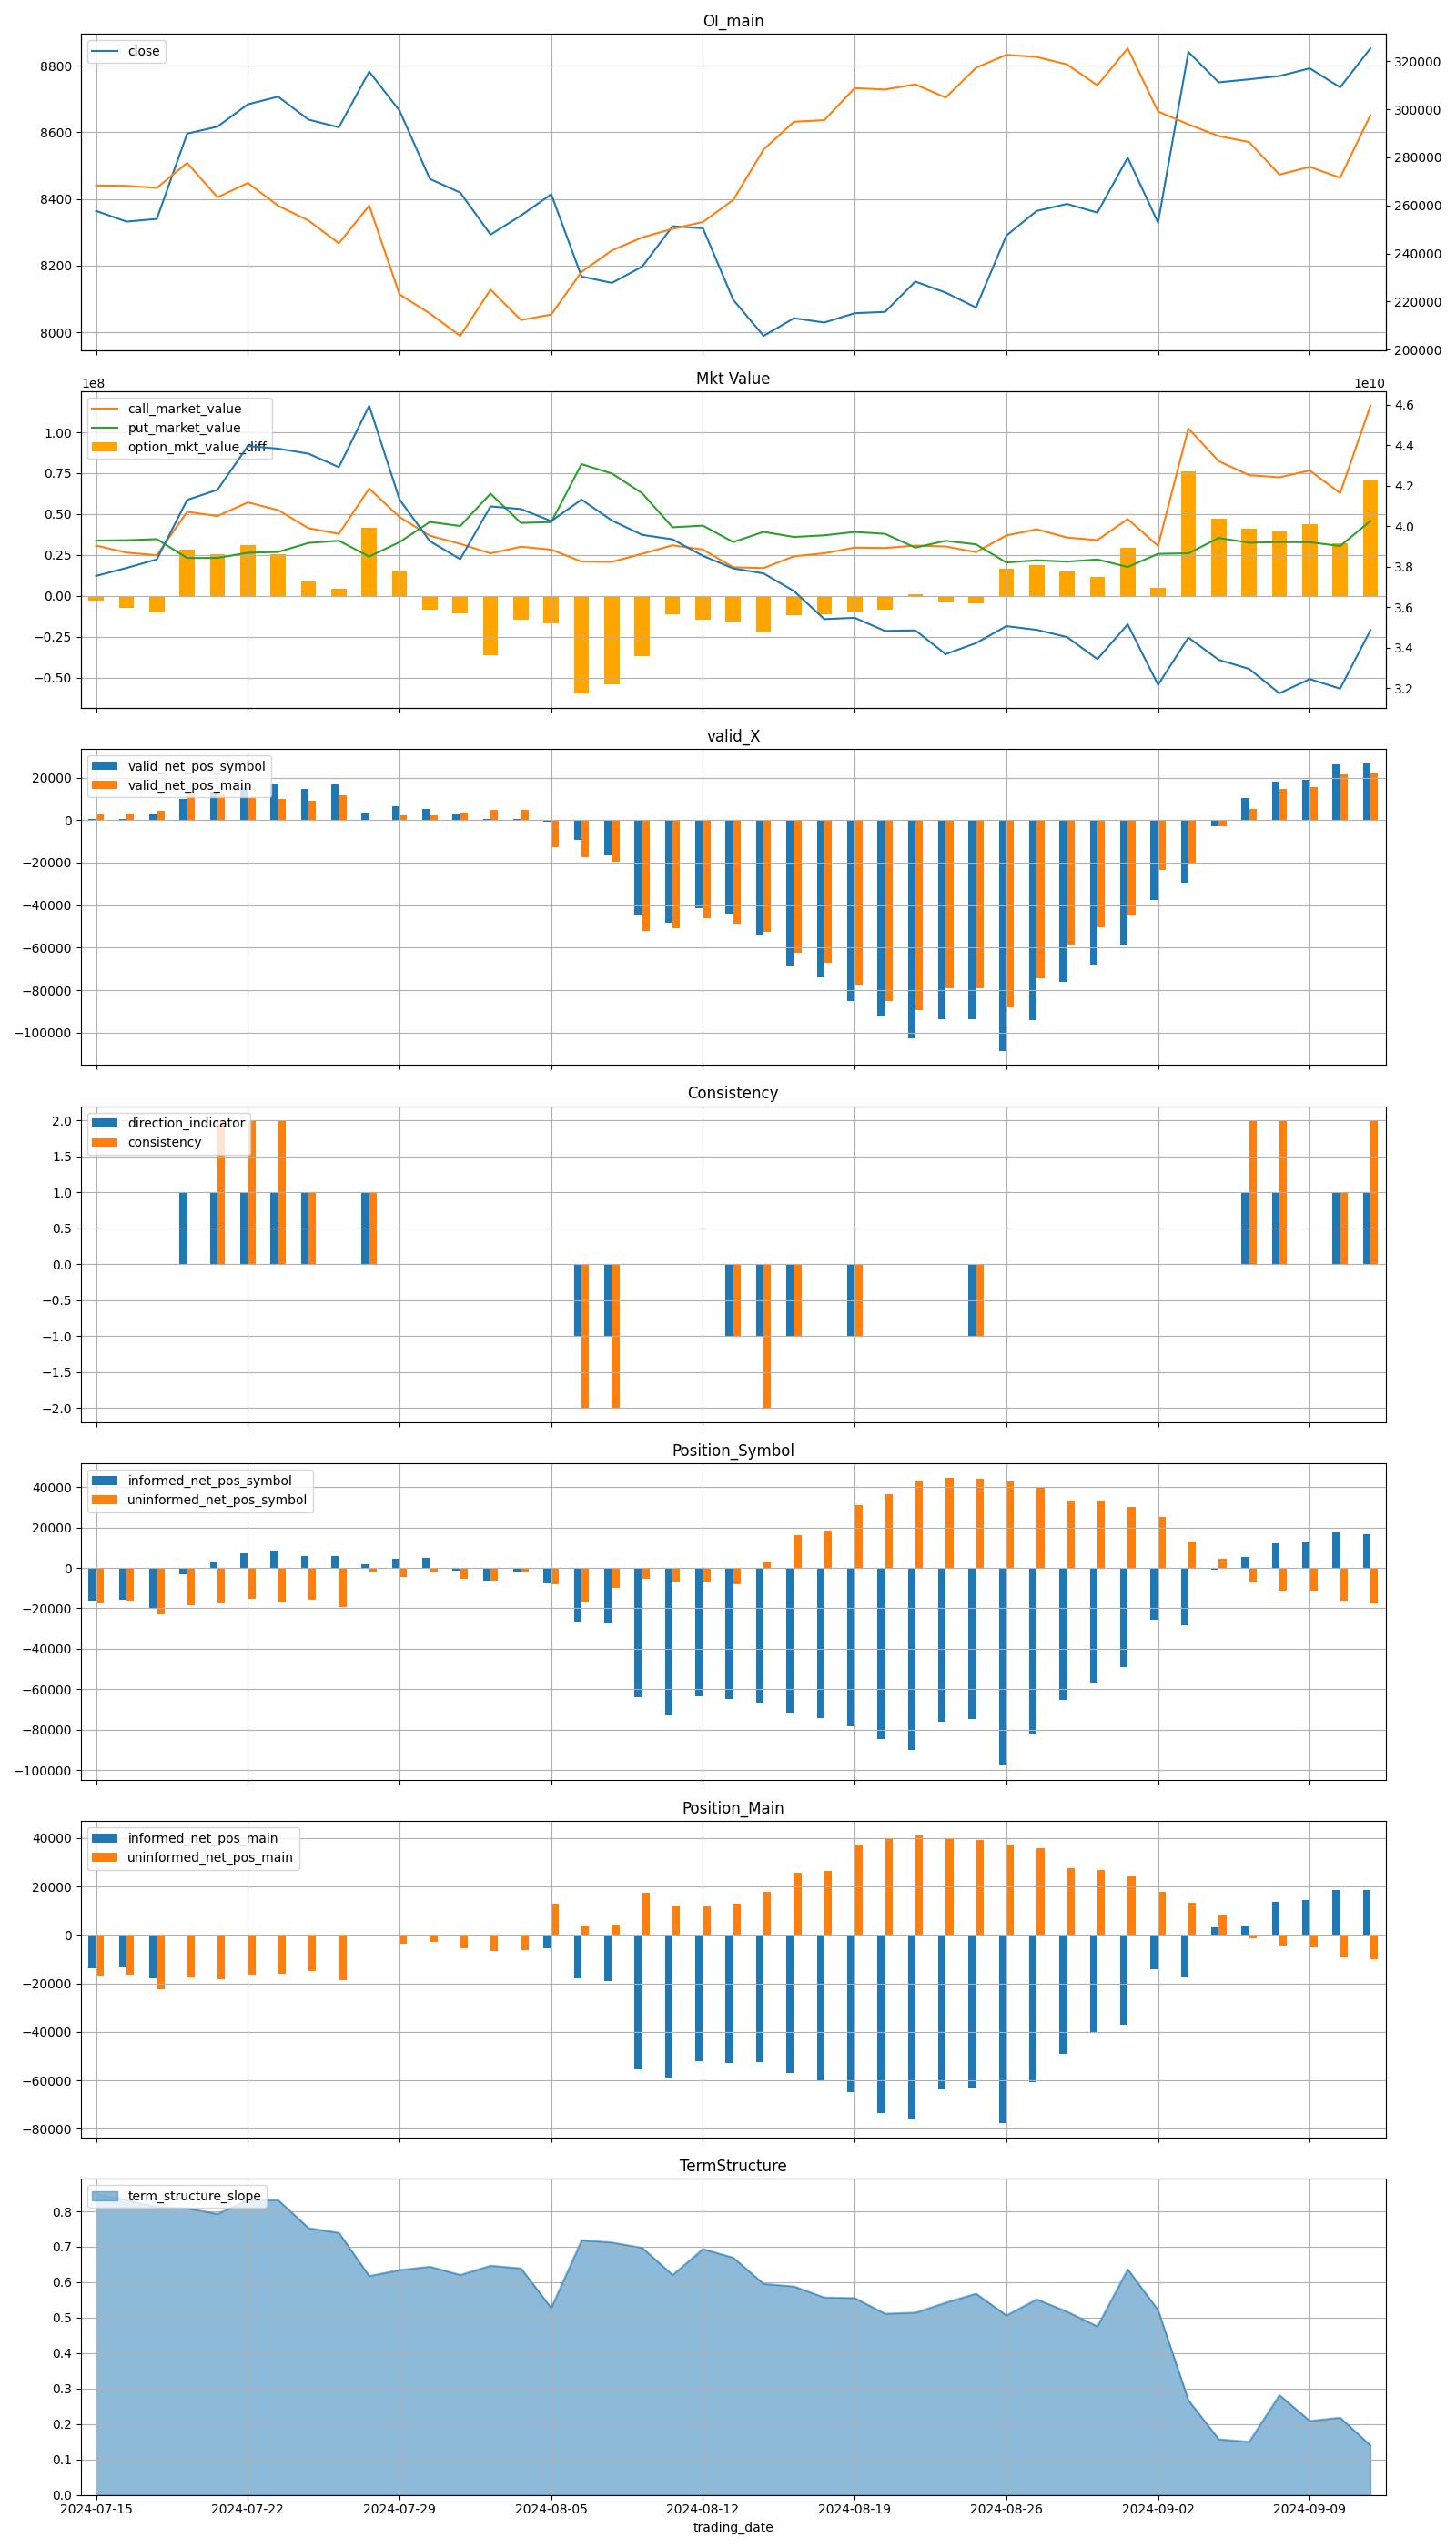 OI_main
close
8800
8600
8400
8200
8000
320000
300000
280000
260000
240000
220000
200000
Mkt Value
1e8
1e10
call_market_value
put_market_value
option_mkt_value_diff
1.00
0.75
0.50
0.25
0.00
−0.25
−0.50
4.6
4.4
4.2
4.0
3.8
3.6
3.4
3.2
valid_X
valid_net_pos_symbol
valid_net_pos_main
20000
0
−20000
−40000
−60000
−80000
−100000
Consistency
direction_indicator
consistency
2.0
1.5
1.0
0.5
0.0
−0.5
−1.0
−1.5
−2.0
Position_Symbol
informed_net_pos_symbol
uninformed_net_pos_symbol
40000
20000
0
−20000
−40000
−60000
−80000
−100000
Position_Main
informed_net_pos_main
uninformed_net_pos_main
40000
20000
0
−20000
−40000
−60000
−80000
TermStructure
term_structure_slope
0.8
0.7
0.6
0.5
0.4
0.3
0.2
0.1
0.0
2024-07-15 2024-07-22 2024-07-29 2024-08-05 2024-08-12 2024-08-19 2024-08-26 2024-09-02 2024-09-09
trading_date